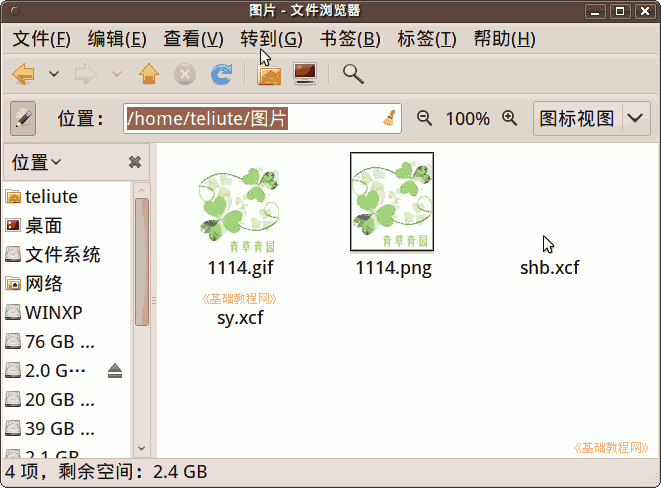 图片 - 文件浏览器
文件(F) 编辑(E) 查看(V) 转到(G) 书签(B) 标签(T) 帮助(H)
位置： /home/teliute/图片 100% 图标视图
位置
teliute
桌面
文件系统
网络
WINXP
76 GB ...
2.0 G...
20 GB ...
39 GB ...
2.1 GB
青草青园
1114.gif
青草青园
1114.png
shb.xcf
《基础教程网》
sy.xcf
《基础教程网》
4 项，剩余空间：2.4 GB